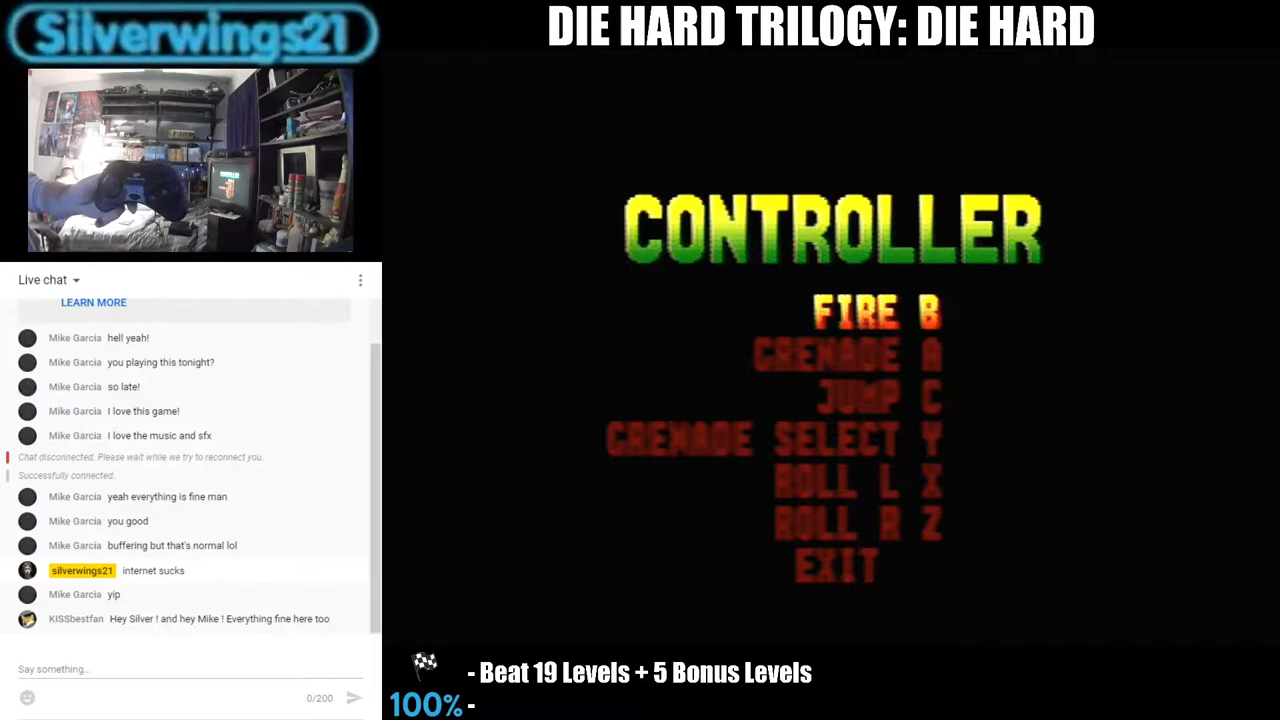 Silverwings21
DIE HARD TRILOGY: DIE HARD
Live chat
LEARN MORE
Mike Garcia hell yeah!
Mike Garcia you playing this tonight?
Mike Garcia so late!
Mike Garcia I love this game!
Mike Garcia I love the music and sfx
Chat disconnected. Please wait while we try to reconnect you.
Successfully connected.
Mike Garcia yeah everything is fine man
Mike Garcia you good
Mike Garcia buffering but that's normal lol
silverwings21 internet sucks
Mike Garcia yip
KISSbestfan Hey Silver ! and hey Mike ! Everything fine here too
Say something...
0/200
CONTROLLER
FIRE B
GRENADE A
JUMP C
GRENADE SELECT Y
ROLL L X
ROLL R Z
EXIT
- Beat 19 Levels + 5 Bonus Levels
100% -